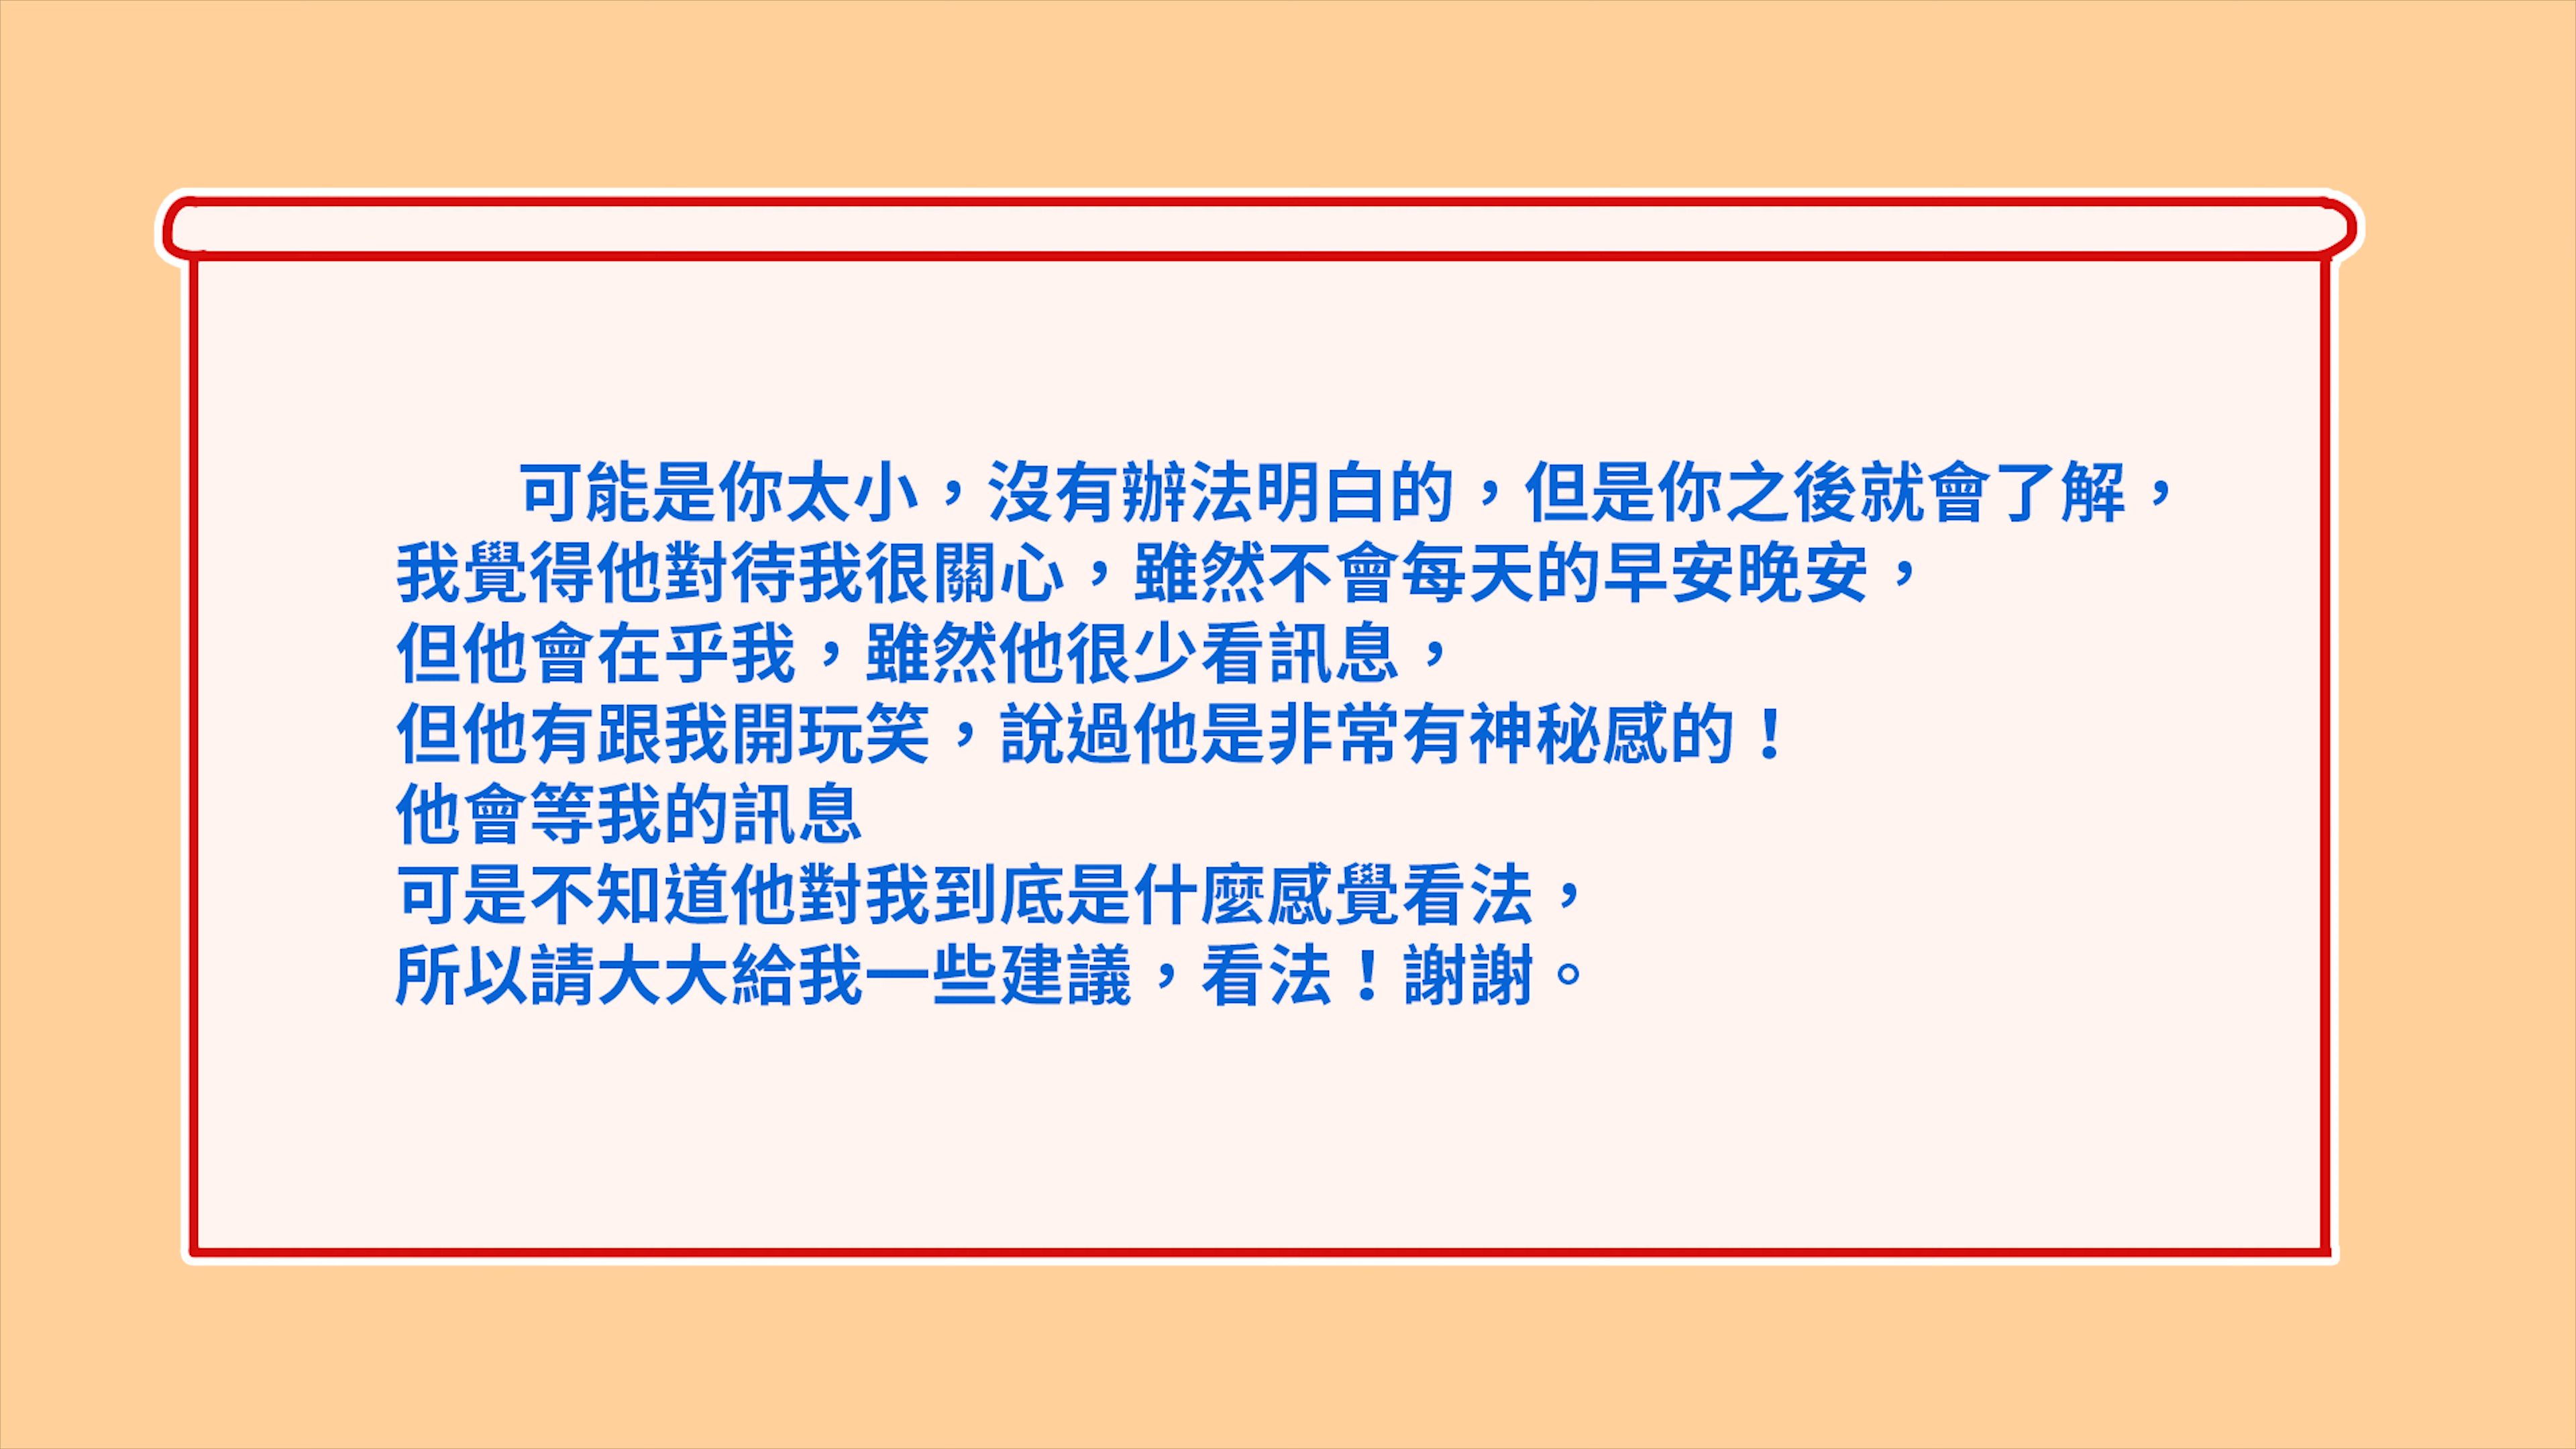 可能是你太小，沒有辦法明白的，但是你之後就會了解，
我覺得他對待我很關心，雖然不會每天的早安晚安，
但他會在乎我，雖然他很少看訊息，
但他有跟我開玩笑，說過他是非常有神秘感的！
他會等我的訊息
可是不知道他對我到底是什麼感覺看法，
所以請大大給我一些建議，看法！謝謝。